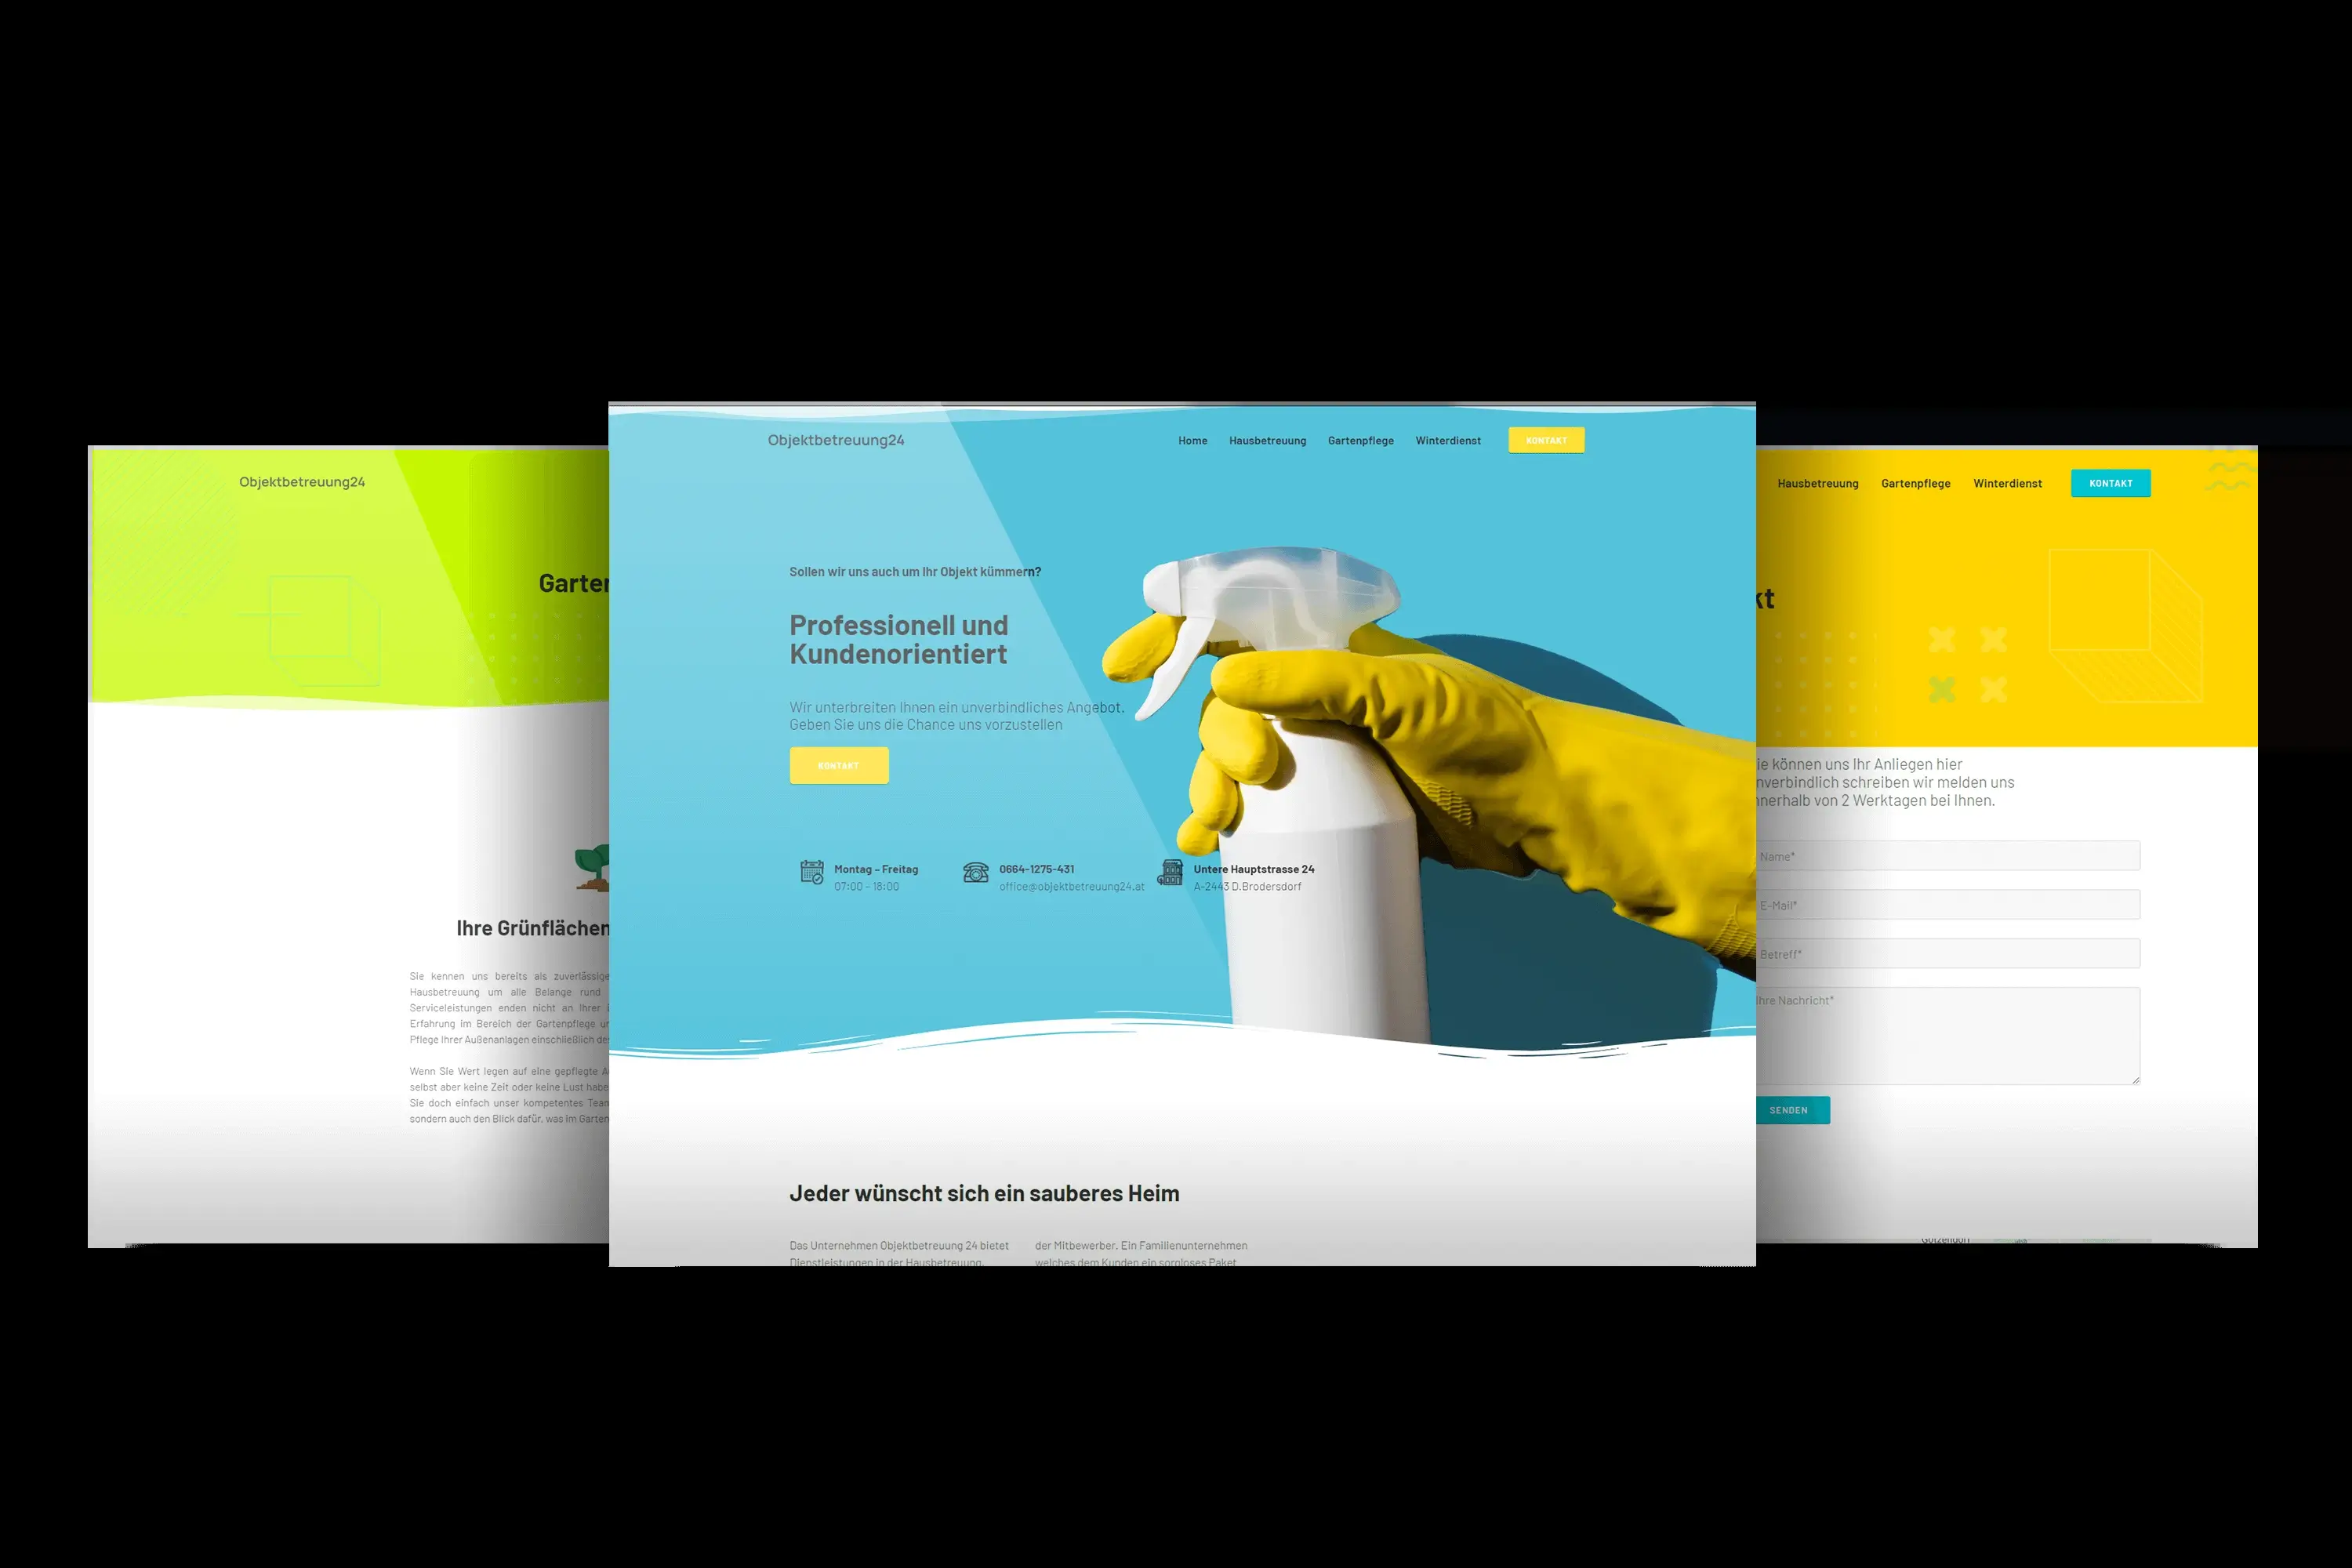 Objektbetreuung24
Garten
Ihre Grünflächen
Sie kennen uns bereits als
Hausbetreuung um alle Belange rund
Serviceleistungen enden nicht an Ihrer
Erfahrung im Bereich der Gartenpflege
Pflege Ihrer Außenanlagen einschließlich
Wenn Sie Wert legen auf eine gepflegte
selbst aber keine Zeit oder keine Lust
Sie doch einfach unser kompetentes Team
sondern auch den Blick dafür, was im Garten
Objektbetreuung24
Home Hausbetreuung Gartenpflege Winterdienst KONTAKT
Sollen wir uns auch um Ihr Objekt kümmern?
Professionell und
Kundenorientiert
Wir unterbreiten Ihnen ein unverbindliches Angebot.
Geben Sie uns die Chance uns vorzustellen
KONTAKT
Montag - Freitag
07:00 - 18:00
0664-1275-431
office@objektbetreuung24.at
Untere Hauptstrasse 24
A-2443 D.Brodersdorf
Jeder wünscht sich ein sauberes Heim
Das Unternehmen Objektbetreuung 24 bietet
Dienstleistungen in der Hausbetreuung,
der Mitbewerber. Ein Familienunternehmen
welches dem Kunden ein sorgloses Paket
Hausbetreuung Gartenpflege Winterdienst KONTAKT
kt
können uns Ihr Anliegen hier
schreiben wir melden uns
von 2 Werktagen bei Ihnen.
Name*
E-Mail*
Betreff*
Ihre Nachricht*
SENDEN